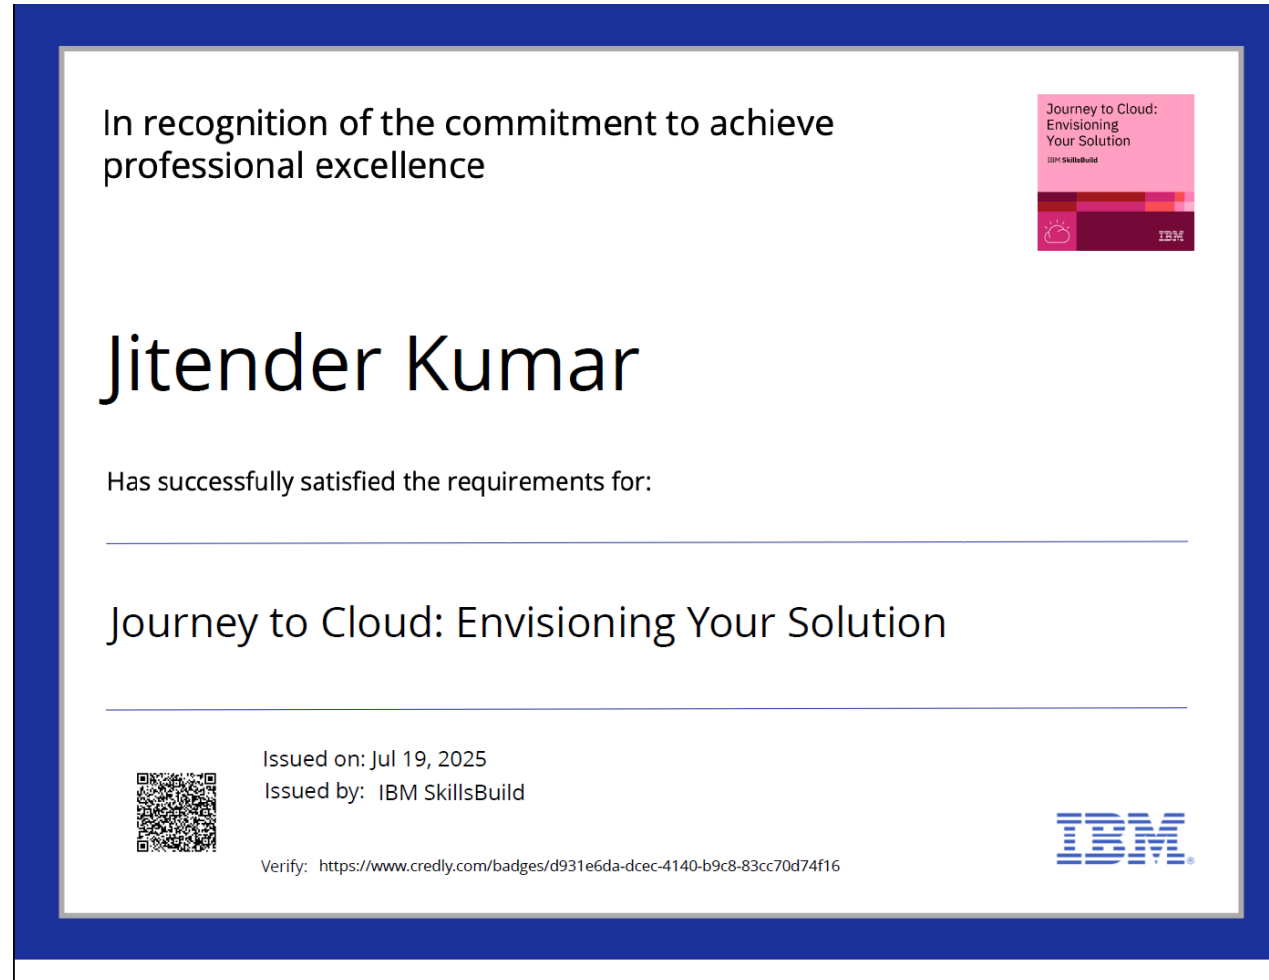 In recognition of the commitment to achieve
professional excellence
Journey to Cloud:
Envisioning
Your Solution
IBM SkillsBuild
IBM
Jitender Kumar
Has successfully satisfied the requirements for:
Journey to Cloud: Envisioning Your Solution
Issued on: Jul 19, 2025
Issued by: IBM SkillsBuild
Verify: https://www.credly.com/badges/d931e6da-dcec-4140-b9c8-83cc70d74f16
IBM®